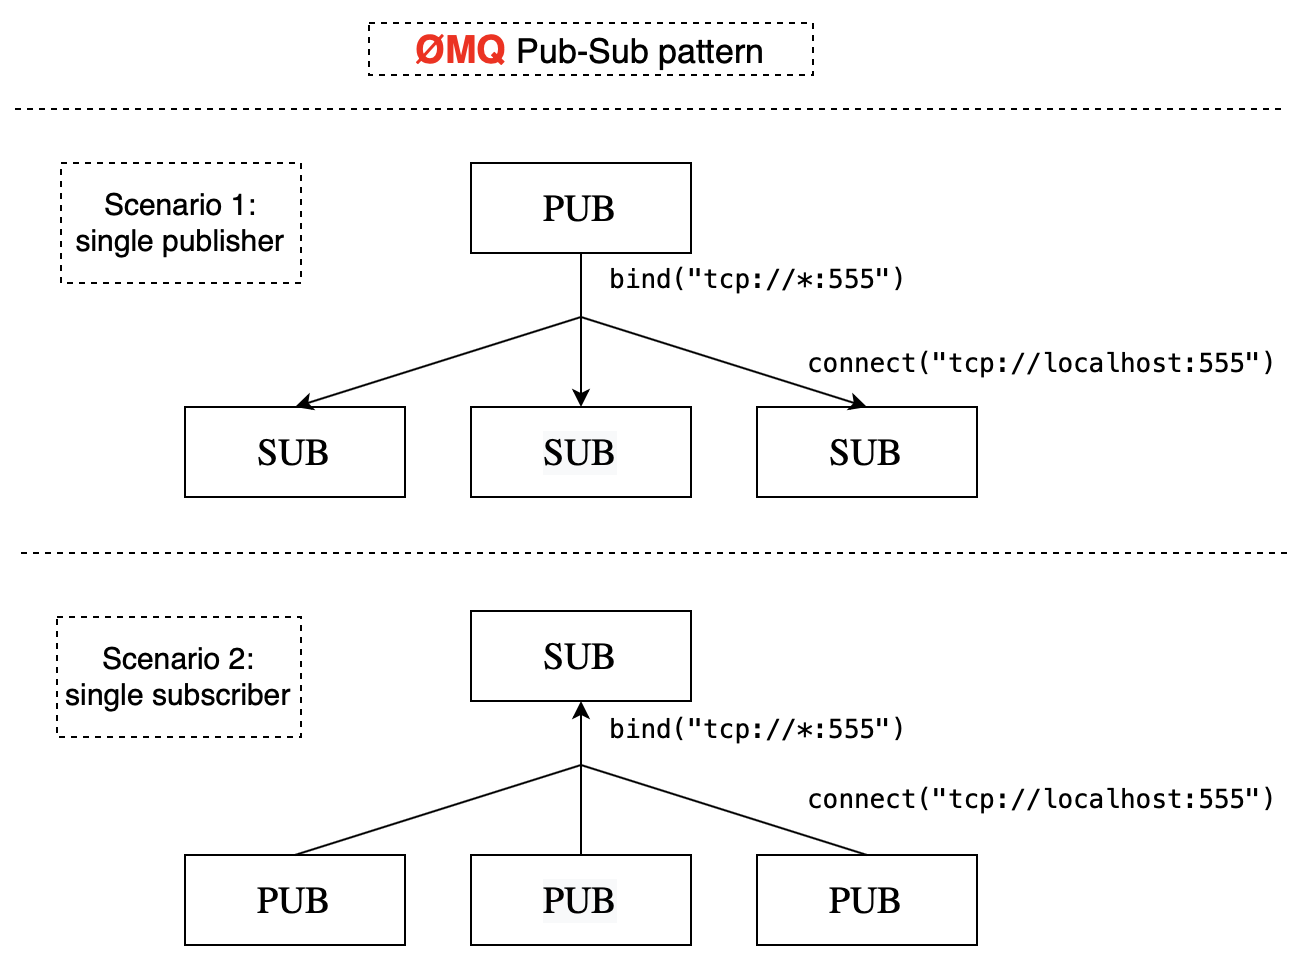 ØMQ Pub-Sub pattern
Scenario 1:
single publisher
PUB
bind("tcp://*:555")
connect("tcp://localhost:555")
SUB
SUB
SUB
Scenario 2:
single subscriber
SUB
bind("tcp://*:555")
connect("tcp://localhost:555")
PUB
PUB
PUB